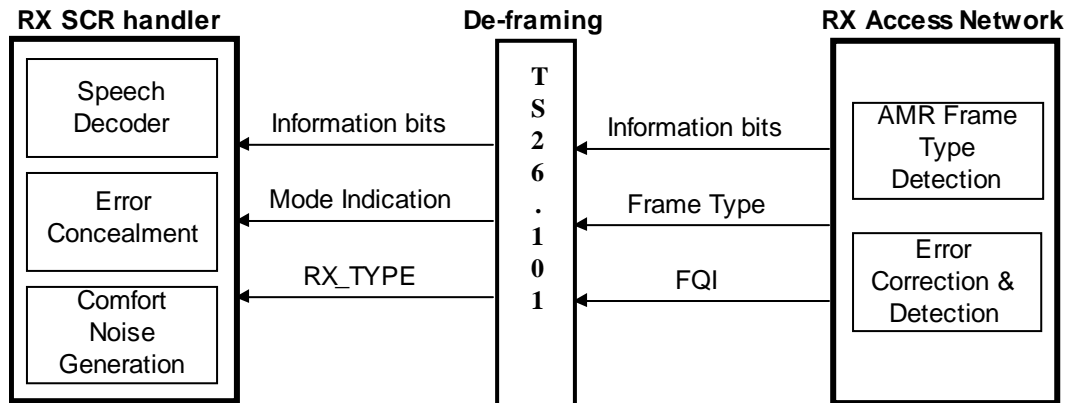 RX SCR handler
De-framing
RX Access Network
Speech
Decoder
Error
Concealment
Comfort
Noise
Generation
Information bits
Mode Indication
RX_TYPE
T
S
2
6
.
1
0
1
Information bits
Frame Type
FQI
AMR Frame
Type
Detection
Error
Correction &
Detection